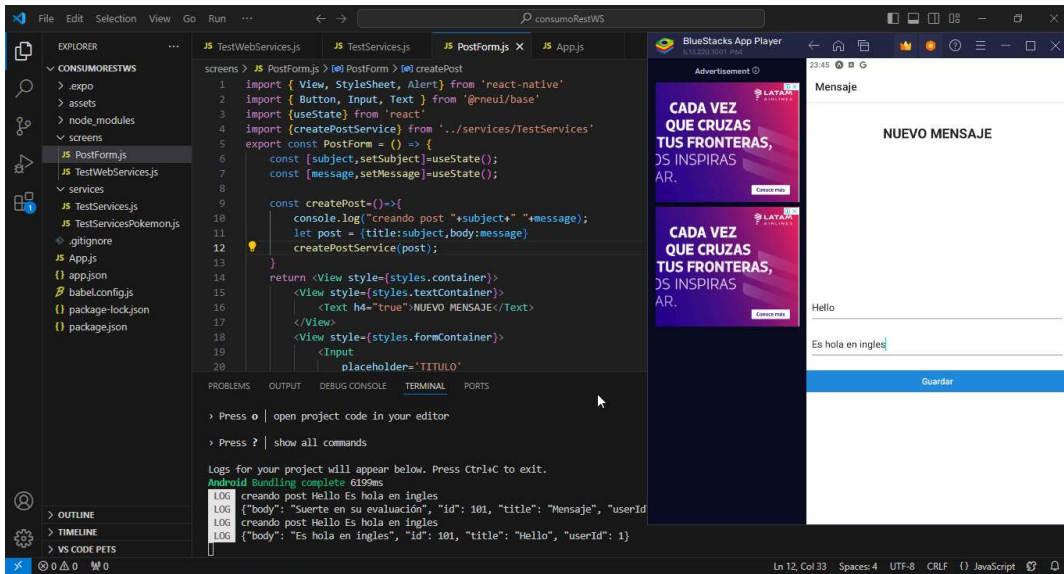 File Edit Selection View Go Run ··· ← → consumoRestWS
EXPLORER ···
CONSUMORESTWS
> .expo
> assets
> node_modules
screens
JS PostForm.js
JS TestWebServices.js
services
JS TestServices.js
JS TestServicesPokemon.js
.gitignore
JS App.js
{} app.json
babel.config.js
{} package-lock.json
{} package.json
> OUTLINE
> TIMELINE
> VS CODE PETS
1
JS TestWebServices.js JS TestServices.js JS PostForm.js × JS App.js
screens > JS PostForm.js > PostForm > createPost
1 import { View, StyleSheet, Alert} from 'react-native'
2 import { Button, Input, Text } from '@rneui/base'
3 import {useState} from 'react'
4 import {createPostService} from '../services/TestServices'
5 export const PostForm = () => {
6 const [subject,setSubject]=useState();
7 const [message,setMessage]=useState();
8
9 const createPost=()=>{
10 console.log("creando post "+subject+" "+message);
11 let post = {title:subject,body:message}
12 createPostService(post);
13 }
14 return <View style={styles.container}>
15 <View style={styles.textContainer}>
16 <Text h4="true">NUEVO MENSAJE</Text>
17 </View>
18 <View style={styles.formContainer}>
19 <Input
20 placeholder='TITULO'
PROBLEMS OUTPUT DEBUG CONSOLE TERMINAL PORTS
› Press o | open project code in your editor
› Press ? | show all commands
Logs for your project will appear below. Press Ctrl+C to exit.
Android Bundling complete 6199ms
LOG creando post Hello Es hola en ingles
LOG {"body": "Suerte en su evaluación", "id": 101, "title": "Mensaje", "userId
LOG creando post Hello Es hola en ingles
LOG {"body": "Es hola en ingles", "id": 101, "title": "Hello", "userId": 1}
BlueStacks App Player
Advertisement
LATAM
AIRLINES
CADA VEZ
QUE CRUZAS
TUS FRONTERAS,
OS INSPIRAS
AR.
Conoce más
LATAM
AIRLINES
CADA VEZ
QUE CRUZAS
TUS FRONTERAS,
OS INSPIRAS
AR.
Conoce más
23:45
Mensaje
NUEVO MENSAJE
Hello
Es hola en ingles
Guardar
0 0 0 Ln 12, Col 33 Spaces: 4 UTF-8 CRLF {} JavaScript